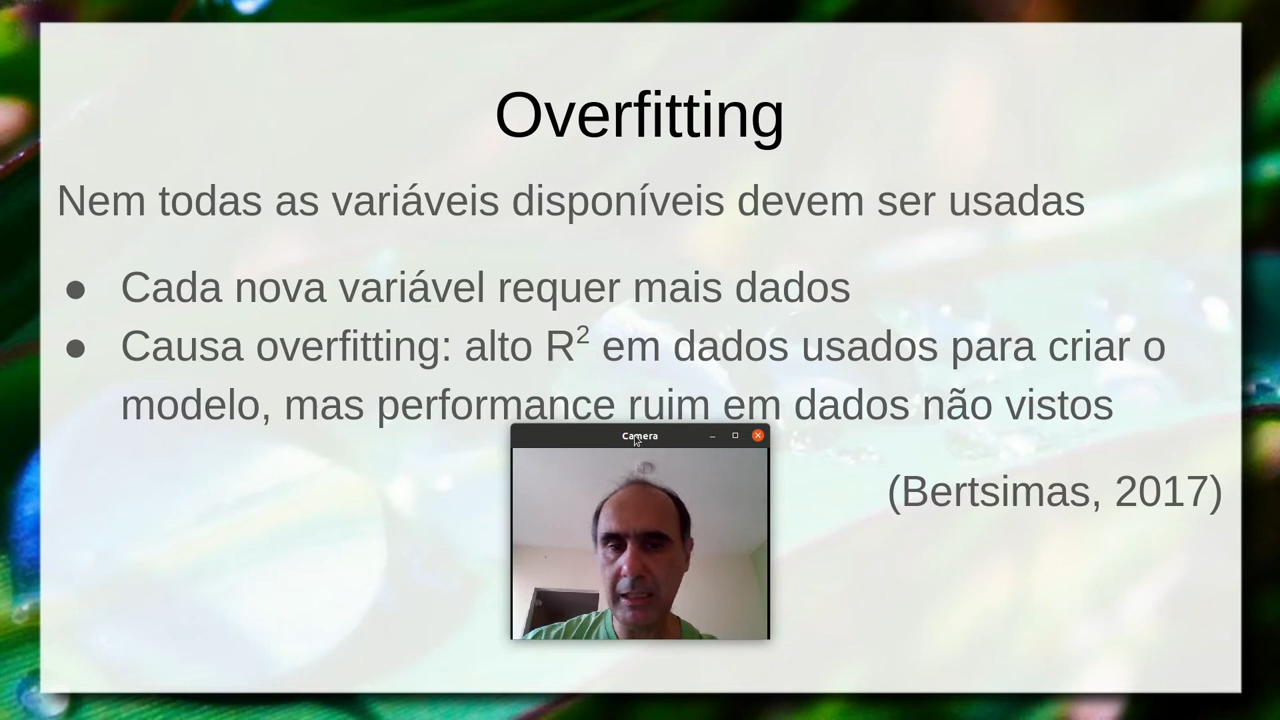 Overfitting
Nem todas as variáveis disponíveis devem ser usadas
● Cada nova variável requer mais dados
● Causa overfitting: alto R² em dados usados para criar o
modelo, mas performance ruim em dados não vistos
Camera
(Bertsimas, 2017)